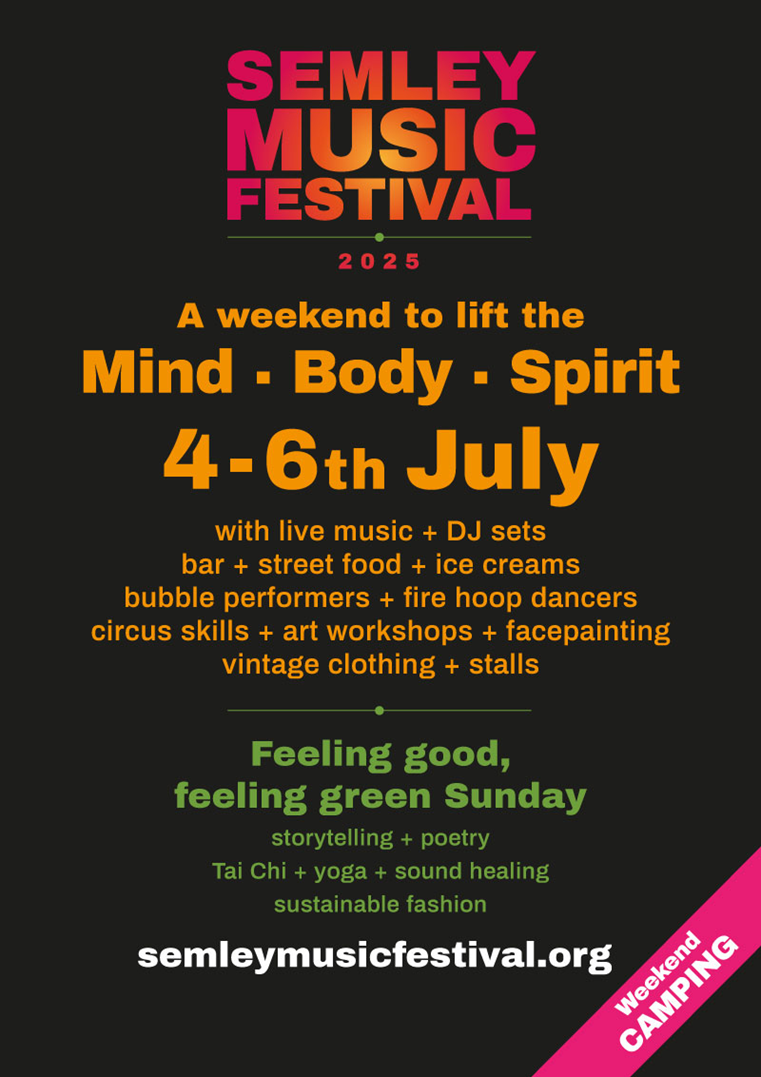 SEMLEY
MUSIC
FESTIVAL
2025
A weekend to lift the
Mind · Body · Spirit
4-6th July
with live music + DJ sets
bar + street food + ice creams
bubble performers + fire hoop dancers
circus skills + art workshops + facepainting
vintage clothing + stalls
Feeling good,
feeling green Sunday
storytelling + poetry
Tai Chi + yoga + sound healing
sustainable fashion
semleymusicfestival.org
Weekend
CAMPING